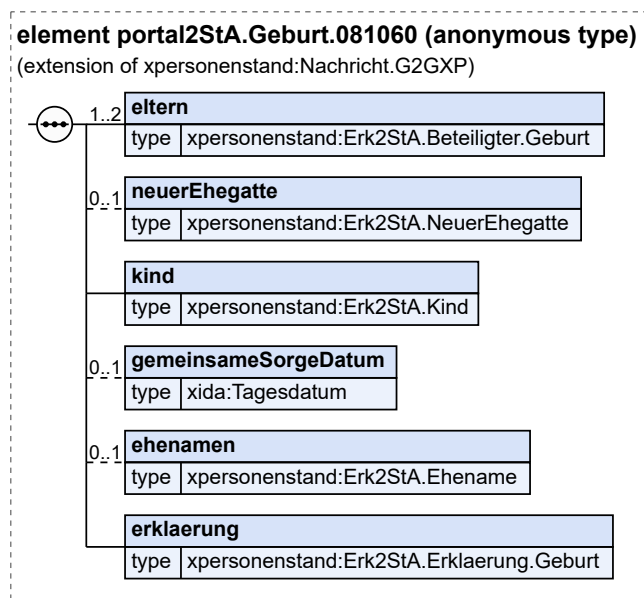 element portal2StA.Geburt.081060 (anonymous type)
(extension of xpersonenstand:Nachricht.G2GXP)
1..2 eltern
type xpersonenstand:Erk2StA.Beteiligter.Geburt
0..1 neuerEhegatte
type xpersonenstand:Erk2StA.NeuerEhegatte
kind
type xpersonenstand:Erk2StA.Kind
0..1 gemeinsameSorgeDatum
type xida:Tagesdatum
0..1 ehenamen
type xpersonenstand:Erk2StA.Ehename
erklaerung
type xpersonenstand:Erk2StA.Erklaerung.Geburt